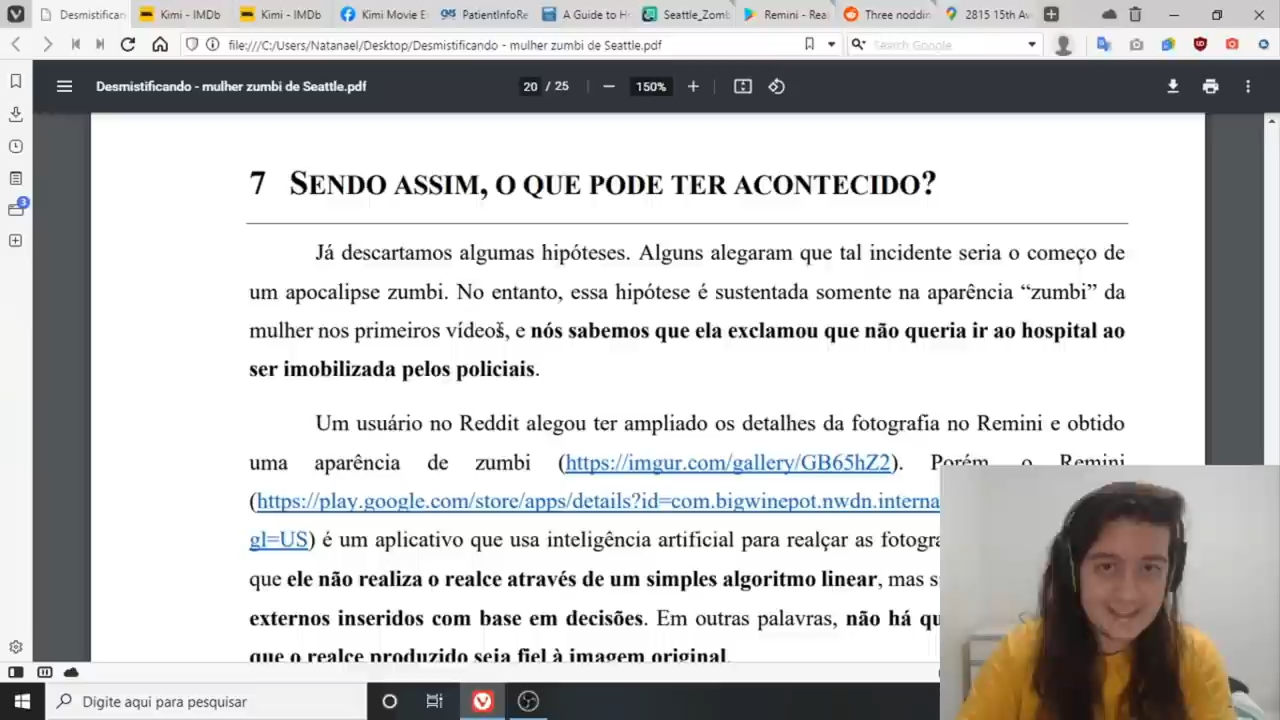 Desmistifican
Kimi - IMDb
Kimi - IMDb
Kimi Movie E
PatientInfoRe
A Guide to H
Seattle_Zomb
Remini - Rea
Three noddin
2815 15th Av
file:///C:/Users/Natanael/Desktop/Desmistificando - mulher zumbi de Seattle.pdf
Search Google
Desmistificando - mulher zumbi de Seattle.pdf
20 / 25
150%
3
7 SENDO ASSIM, O QUE PODE TER ACONTECIDO?
Já descartamos algumas hipóteses. Alguns alegaram que tal incidente seria o começo de
um apocalipse zumbi. No entanto, essa hipótese é sustentada somente na aparência “zumbi” da
mulher nos primeiros vídeos, e nós sabemos que ela exclamou que não queria ir ao hospital ao
ser imobilizada pelos policiais.
Um usuário no Reddit alegou ter ampliado os detalhes da fotografia no Remini e obtido
uma aparência de zumbi (https://imgur.com/gallery/GB65hZ2). Porém, o Remini
(https://play.google.com/store/apps/details?id=com.bigwinepot.nwdn.interna
gl=US) é um aplicativo que usa inteligência artificial para realçar as fotogra
que ele não realiza o realce através de um simples algoritmo linear, mas s
externos inseridos com base em decisões. Em outras palavras, não há qu
que o realce produzido seja fiel à imagem original.
Digite aqui para pesquisar